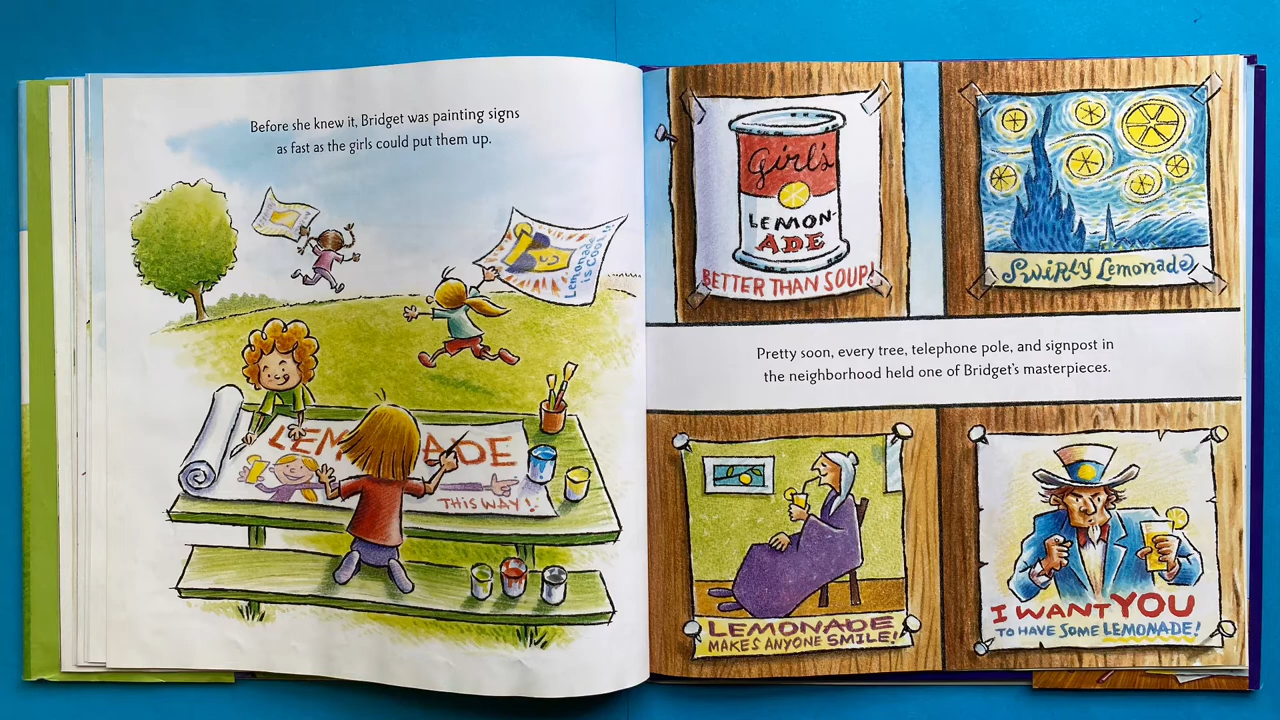 Before she knew it, Bridget was painting signs
as fast as the girls could put them up.
Lemonade
is COOL!!
LEM ADE
THIS WAY!
Girl's
LEMON-
ADE
BETTER THAN SOUP!
SWIRLY Lemonade
Pretty soon, every tree, telephone pole, and signpost in
the neighborhood held one of Bridget's masterpieces.
LEMONADE
MAKES ANYONE SMILE!
I WANT YOU
TO HAVE SOME LEMONADE!